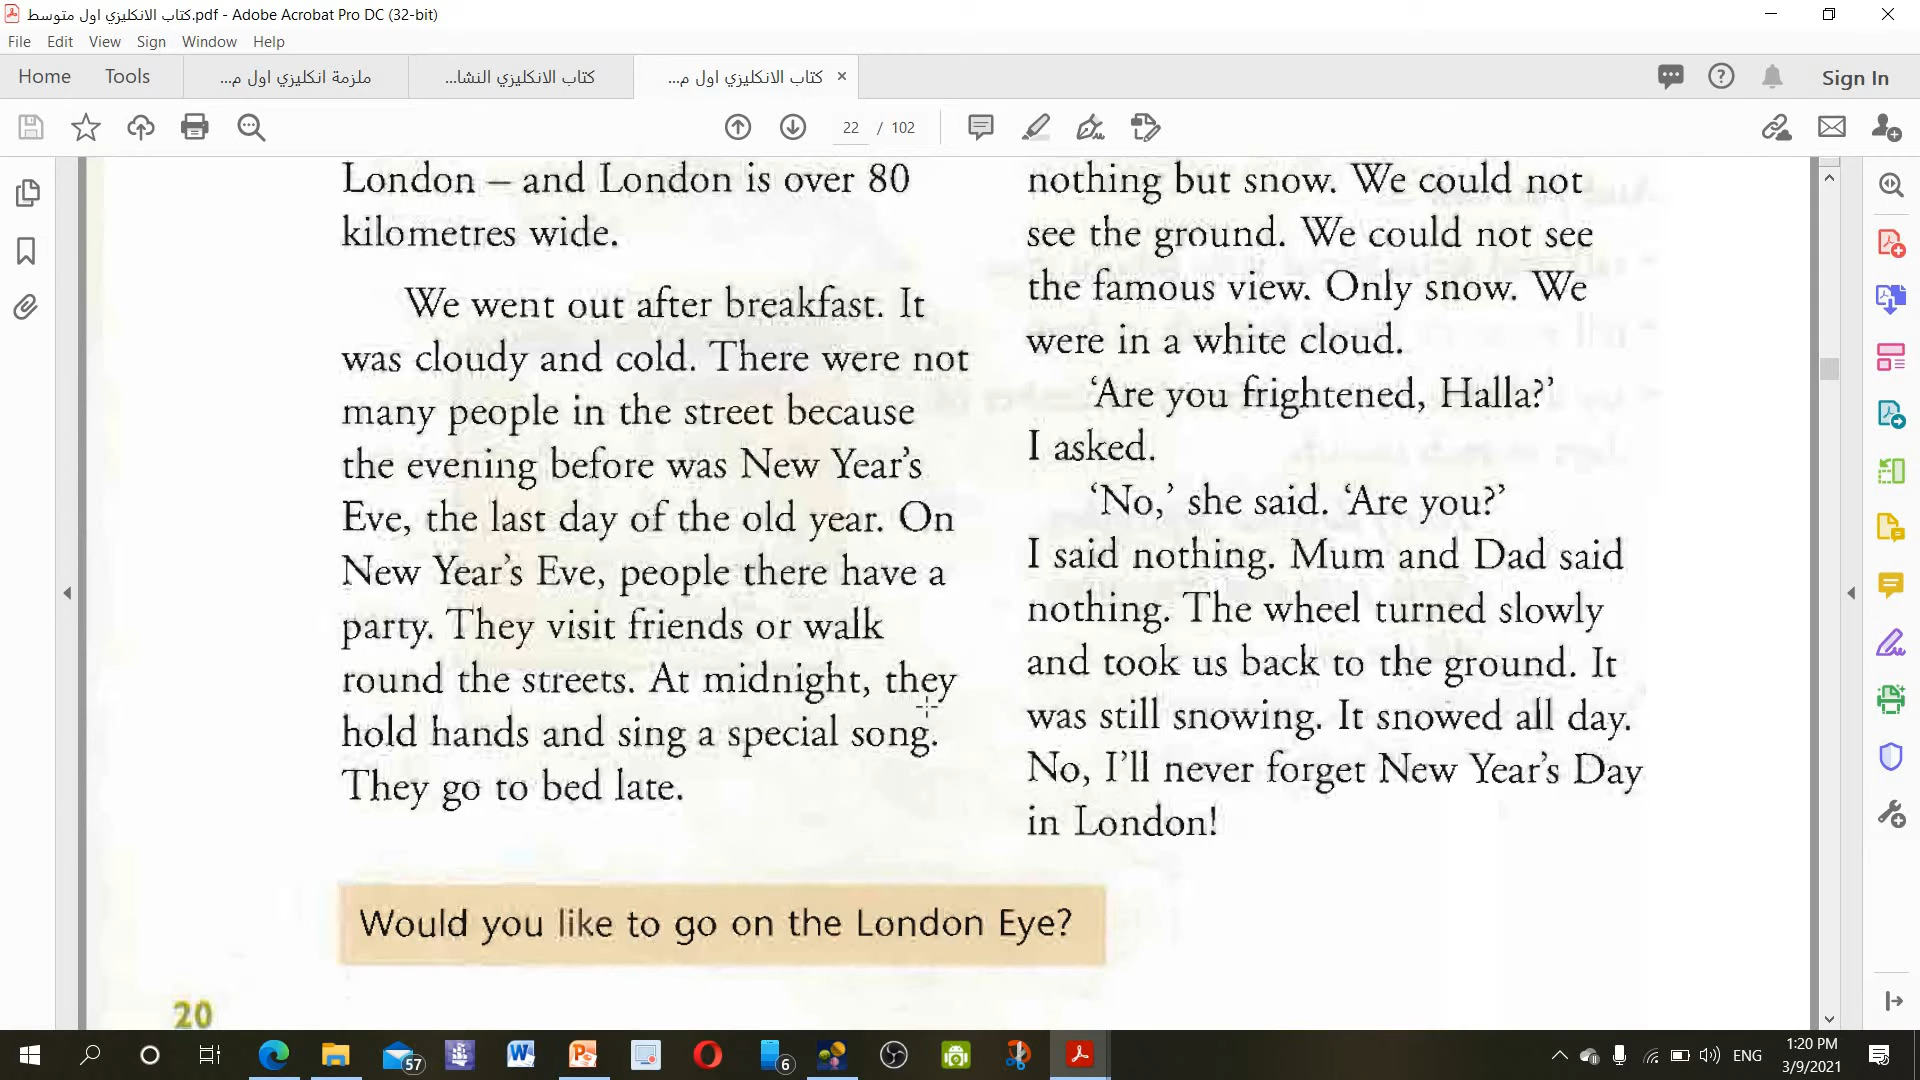 كتاب الانكليزي اول متوسط.pdf - Adobe Acrobat Pro DC (32-bit)
File Edit View Sign Window Help
Home Tools ملزمة انكليزي اول م... كتاب الانكليزي النشا... كتاب الانكليزي اول م... × Sign In
22 / 102
London – and London is over 80
kilometres wide.
We went out after breakfast. It
was cloudy and cold. There were not
many people in the street because
the evening before was New Year's
Eve, the last day of the old year. On
New Year's Eve, people there have a
party. They visit friends or walk
round the streets. At midnight, they
hold hands and sing a special song.
They go to bed late.
nothing but snow. We could not
see the ground. We could not see
the famous view. Only snow. We
were in a white cloud.
‘Are you frightened, Halla?’
I asked.
‘No,’ she said. ‘Are you?’
I said nothing. Mum and Dad said
nothing. The wheel turned slowly
and took us back to the ground. It
was still snowing. It snowed all day.
No, I'll never forget New Year's Day
in London!
Would you like to go on the London Eye?
20
57
6
ENG
1:20 PM
3/9/2021